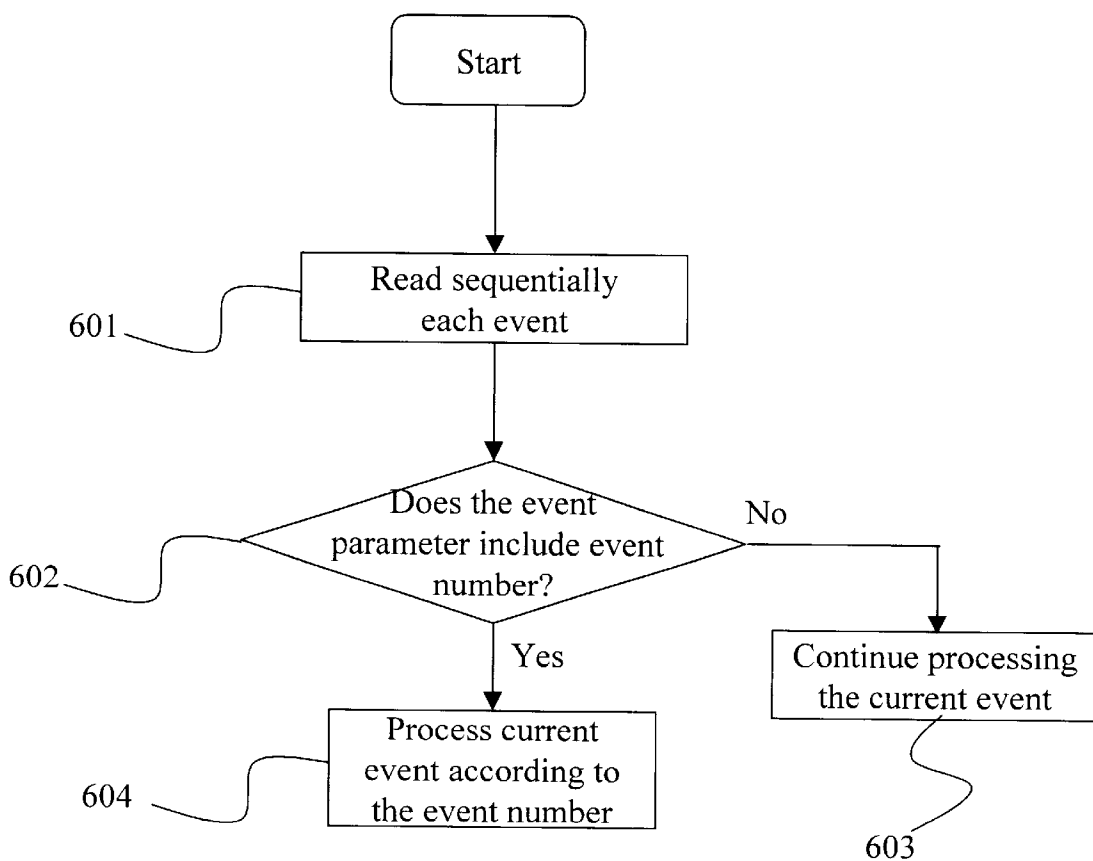 Start
Read sequentially
each event
601
Does the event
parameter include event
number?
No
602
Yes
Continue processing
the current event
Process current
event according to
the event number
604
603